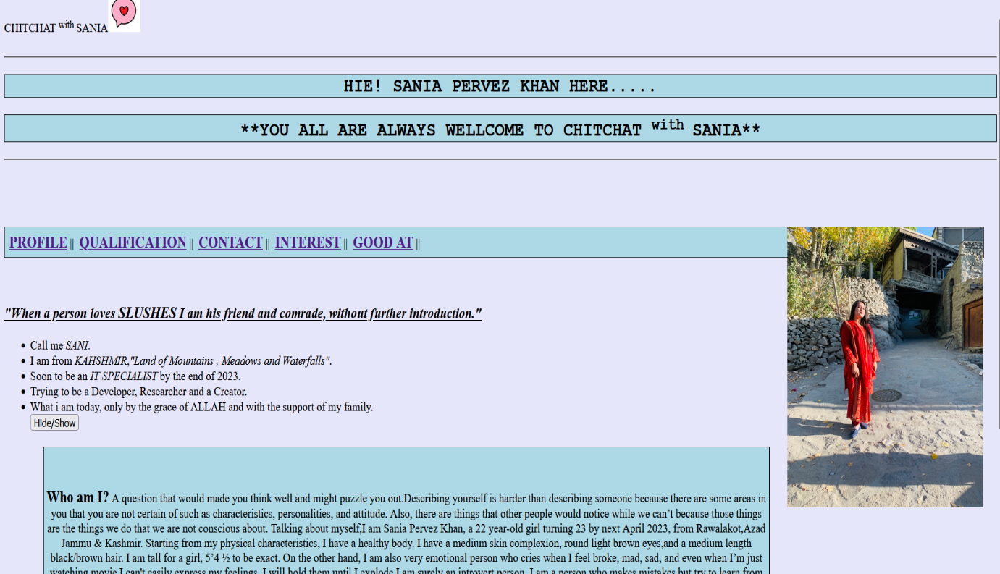 CHITCHAT with SANIA
HIE! SANIA PERVEZ KHAN HERE.....
**YOU ALL ARE ALWAYS WELLCOME TO CHITCHAT with SANIA**
PROFILE || QUALIFICATION || CONTACT || INTEREST || GOOD AT ||
"When a person loves SLUSHES I am his friend and comrade, without further introduction."
• Call me SANI.
• I am from KAHSHMIR,"Land of Mountains , Meadows and Waterfalls".
• Soon to be an IT SPECIALIST by the end of 2023.
• Trying to be a Developer, Researcher and a Creator.
• What i am today, only by the grace of ALLAH and with the support of my family.
Hide/Show
Who am I? A question that would made you think well and might puzzle you out.Describing yourself is harder than describing someone because there are some areas in
you that you are not certain of such as characteristics, personalities, and attitude. Also, there are things that other people would notice while we can’t because those things
are the things we do that we are not conscious about. Talking about myself,I am Sania Pervez Khan, a 22 year-old girl turning 23 by next April 2023, from Rawalakot,Azad
Jammu & Kashmir. Starting from my physical characteristics, I have a healthy body. I have a medium skin complexion, round light brown eyes,and a medium length
black/brown hair. I am tall for a girl, 5’4 ½ to be exact. On the other hand, I am also very emotional person who cries when I feel broke, mad, sad, and even when I’m just
watching movie.I can't easily express my feelings, I will hold them until I explode.I am surely an introvert person. I am a person who makes mistakes but try to learn from